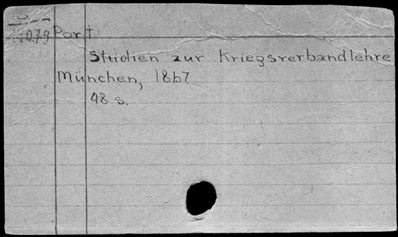 Port
Studien zur Kriegsverbandlehre
München, 1867
48 s.